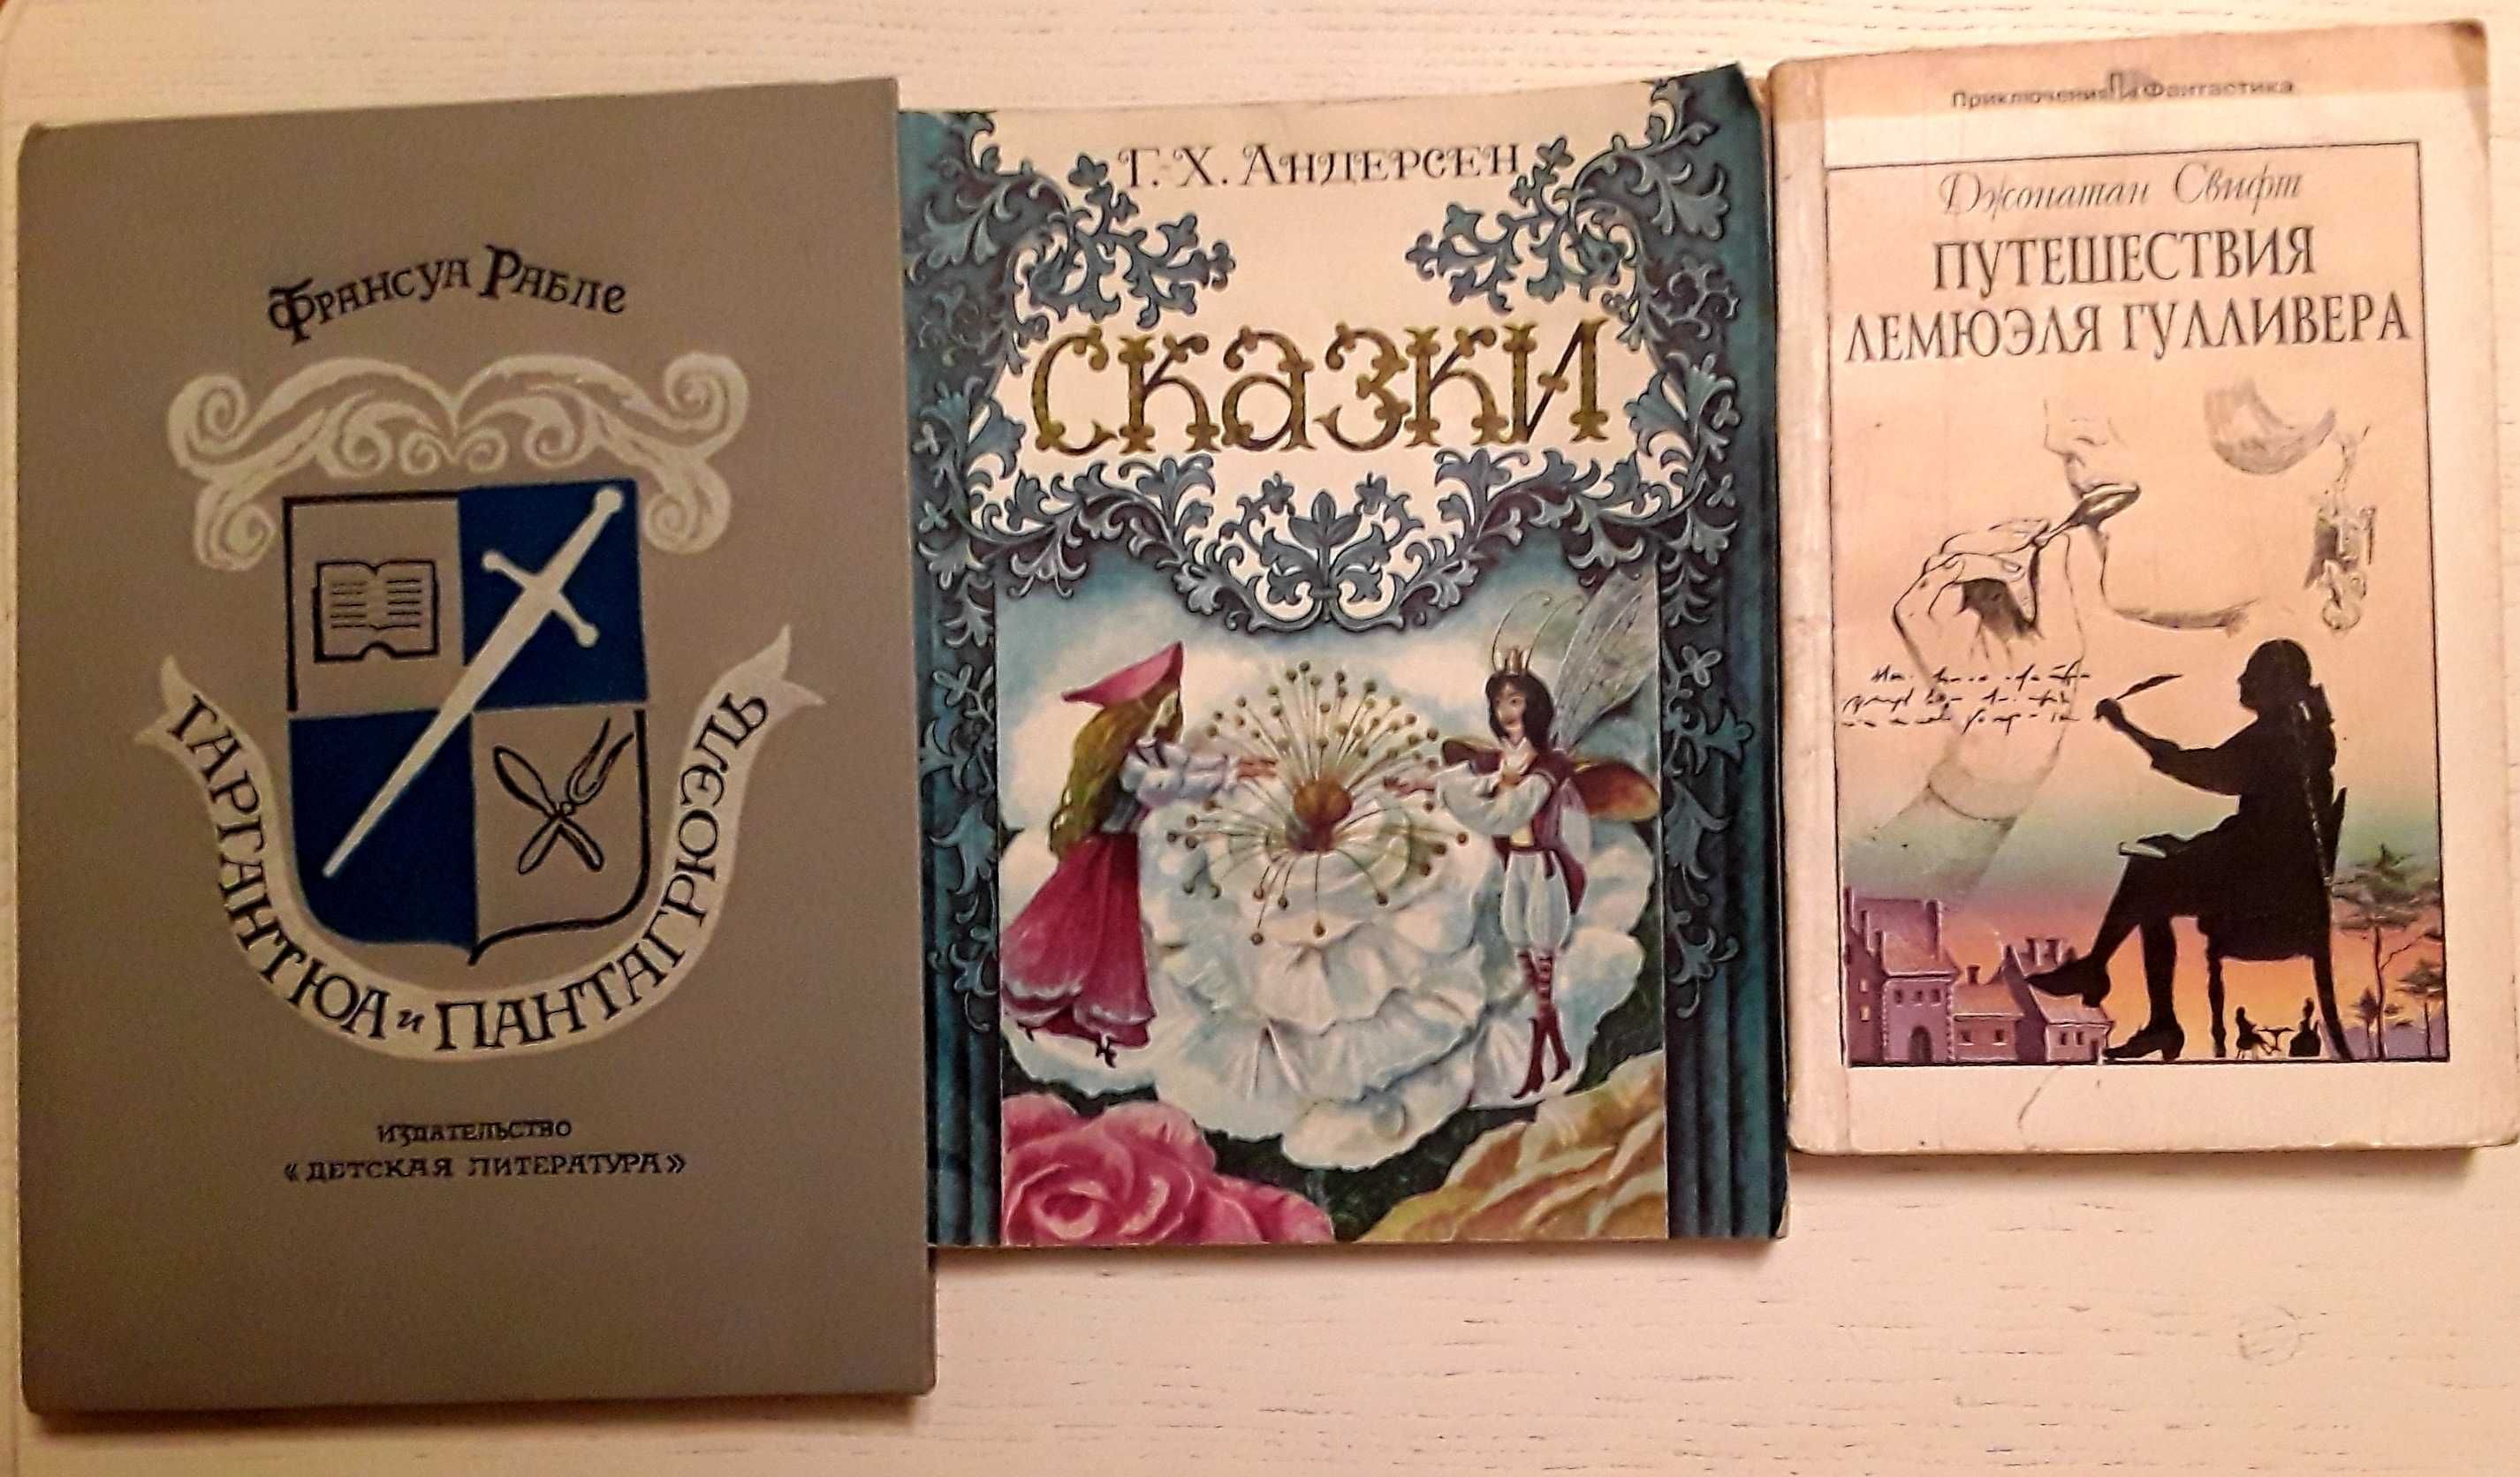 Франсуа Рабле
ГАРГАНТЮА и ПАНТАГРЮЭЛЬ
ИЗДАТЕЛЬСТВО
«ДЕТСКАЯ ЛИТЕРАТУРА»
Г.-Х. АНДЕРСЕН
Сказки
Приключения и Фантастика
Джонатан Свифт
ПУТЕШЕСТВИЯ
ЛЕМЮЭЛЯ ГУЛЛИВЕРА